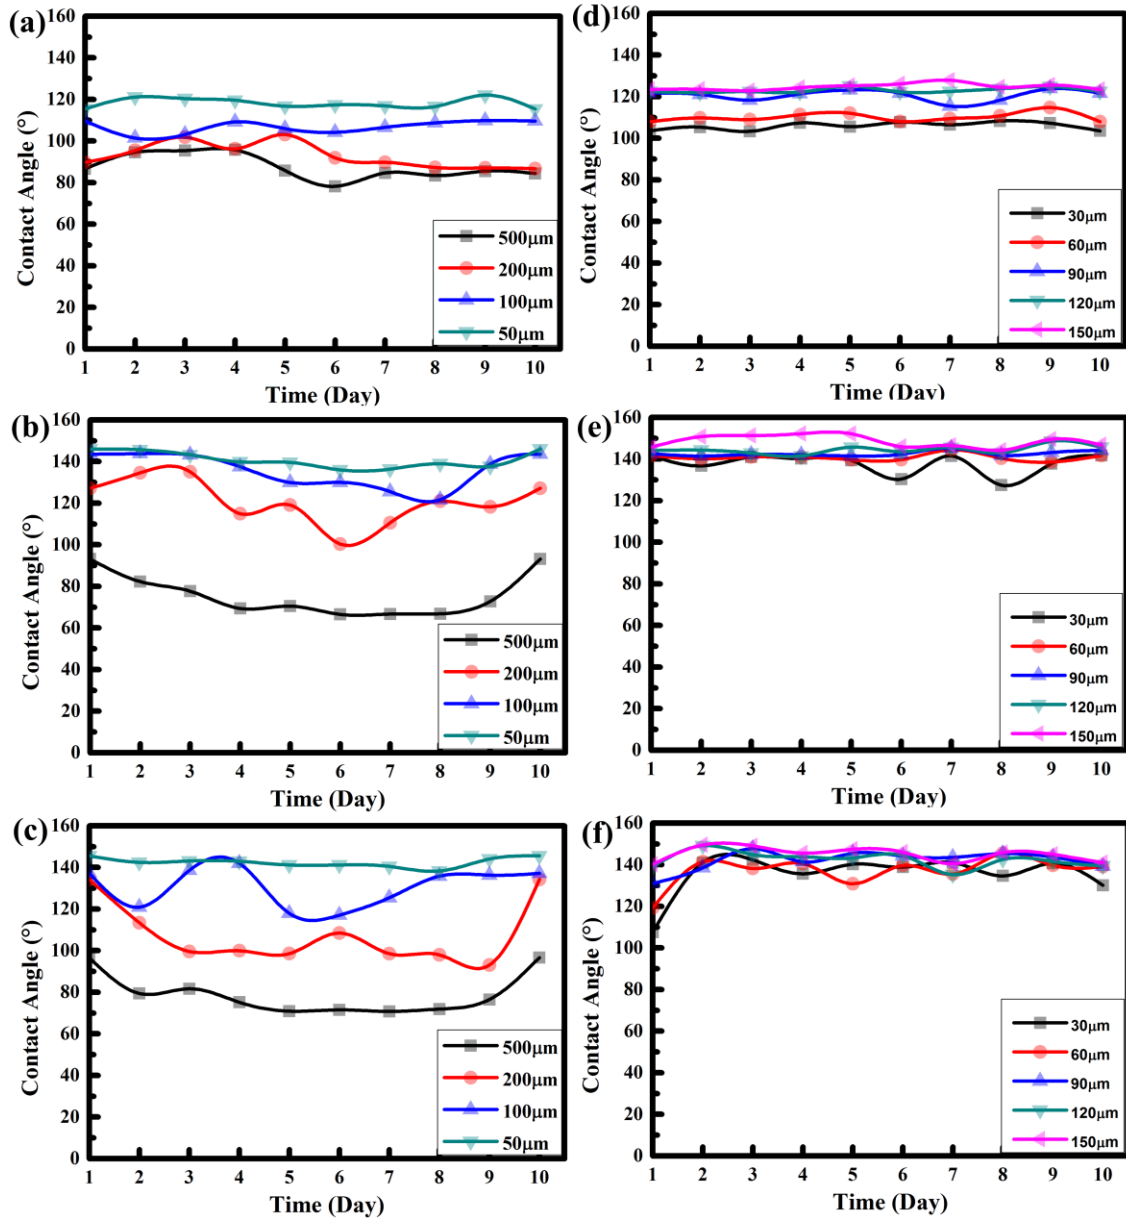 (a)
160
140
120
100
80
60
40
20
0
Contact Angle (°)
500μm
200μm
100μm
50μm
1 2 3 4 5 6 7 8 9 10
Time (Day)
(d)
160
140
120
100
80
60
40
20
0
Contact Angle (°)
30μm
60μm
90μm
120μm
150μm
1 2 3 4 5 6 7 8 9 10
Time (Day)
(b)
160
140
120
100
80
60
40
20
0
Contact Angle (°)
500μm
200μm
100μm
50μm
1 2 3 4 5 6 7 8 9 10
Time (Day)
(e)
160
140
120
100
80
60
40
20
0
Contact Angle (°)
30μm
60μm
90μm
120μm
150μm
1 2 3 4 5 6 7 8 9 10
Time (Day)
(c)
160
140
120
100
80
60
40
20
0
Contact Angle (°)
500μm
200μm
100μm
50μm
1 2 3 4 5 6 7 8 9 10
Time (Day)
(f)
160
140
120
100
80
60
40
20
0
Contact Angle (°)
30μm
60μm
90μm
120μm
150μm
1 2 3 4 5 6 7 8 9 10
Time (Day)